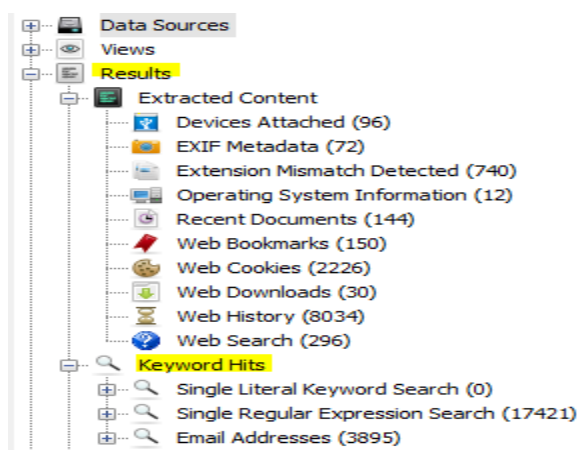 Data Sources
Views
Results
Extracted Content
Devices Attached (96)
EXIF Metadata (72)
Extension Mismatch Detected (740)
Operating System Information (12)
Recent Documents (144)
Web Bookmarks (150)
Web Cookies (2226)
Web Downloads (30)
Web History (8034)
Web Search (296)
Keyword Hits
Single Literal Keyword Search (0)
Single Regular Expression Search (17421)
Email Addresses (3895)